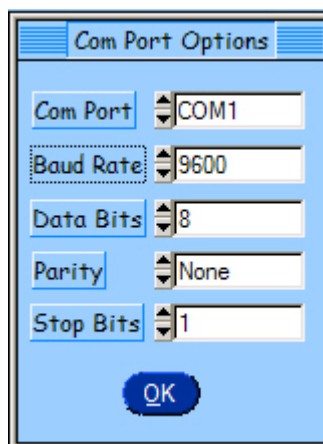 Com Port Options
Com Port COM1
Baud Rate 9600
Data Bits 8
Parity None
Stop Bits 1
OK